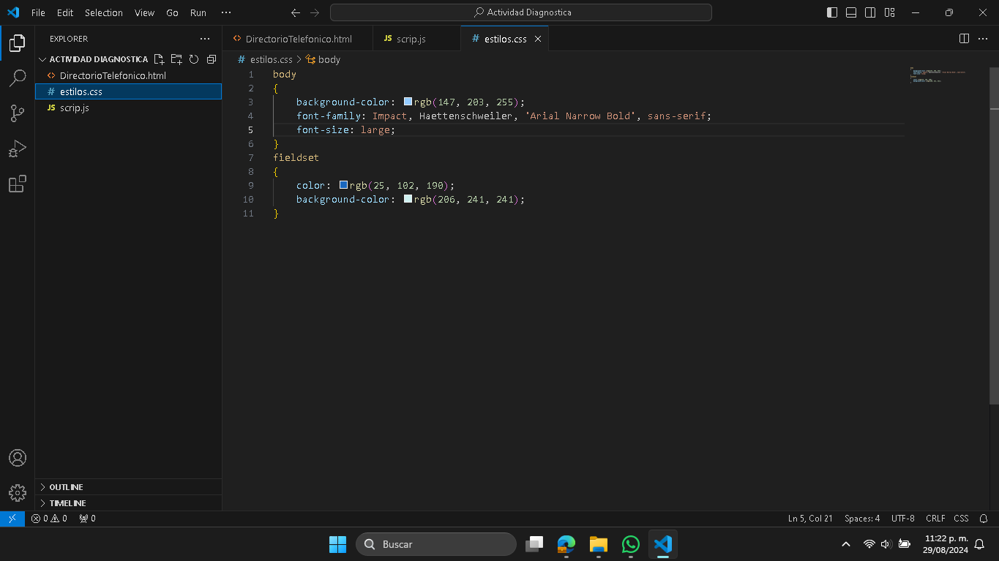 File Edit Selection View Go Run ···
Actividad Diagnostica
EXPLORER
DirectorioTelefonico.html
JS scrip.js
# estilos.css
ACTIVIDAD DIAGNOSTICA
# estilos.css > body
DirectorioTelefonico.html
# estilos.css
JS scrip.js
1 body
2 {
3 background-color: rgb(147, 203, 255);
4 font-family: Impact, Haettenschweiler, 'Arial Narrow Bold', sans-serif;
5 font-size: large;
6 }
7 fieldset
8 {
9 color: rgb(25, 102, 190);
10 background-color: rgb(206, 241, 241);
11 }
OUTLINE
TIMELINE
0 0 0
Ln 5, Col 21 Spaces: 4 UTF-8 CRLF CSS
Buscar
11:22 p. m.
29/08/2024